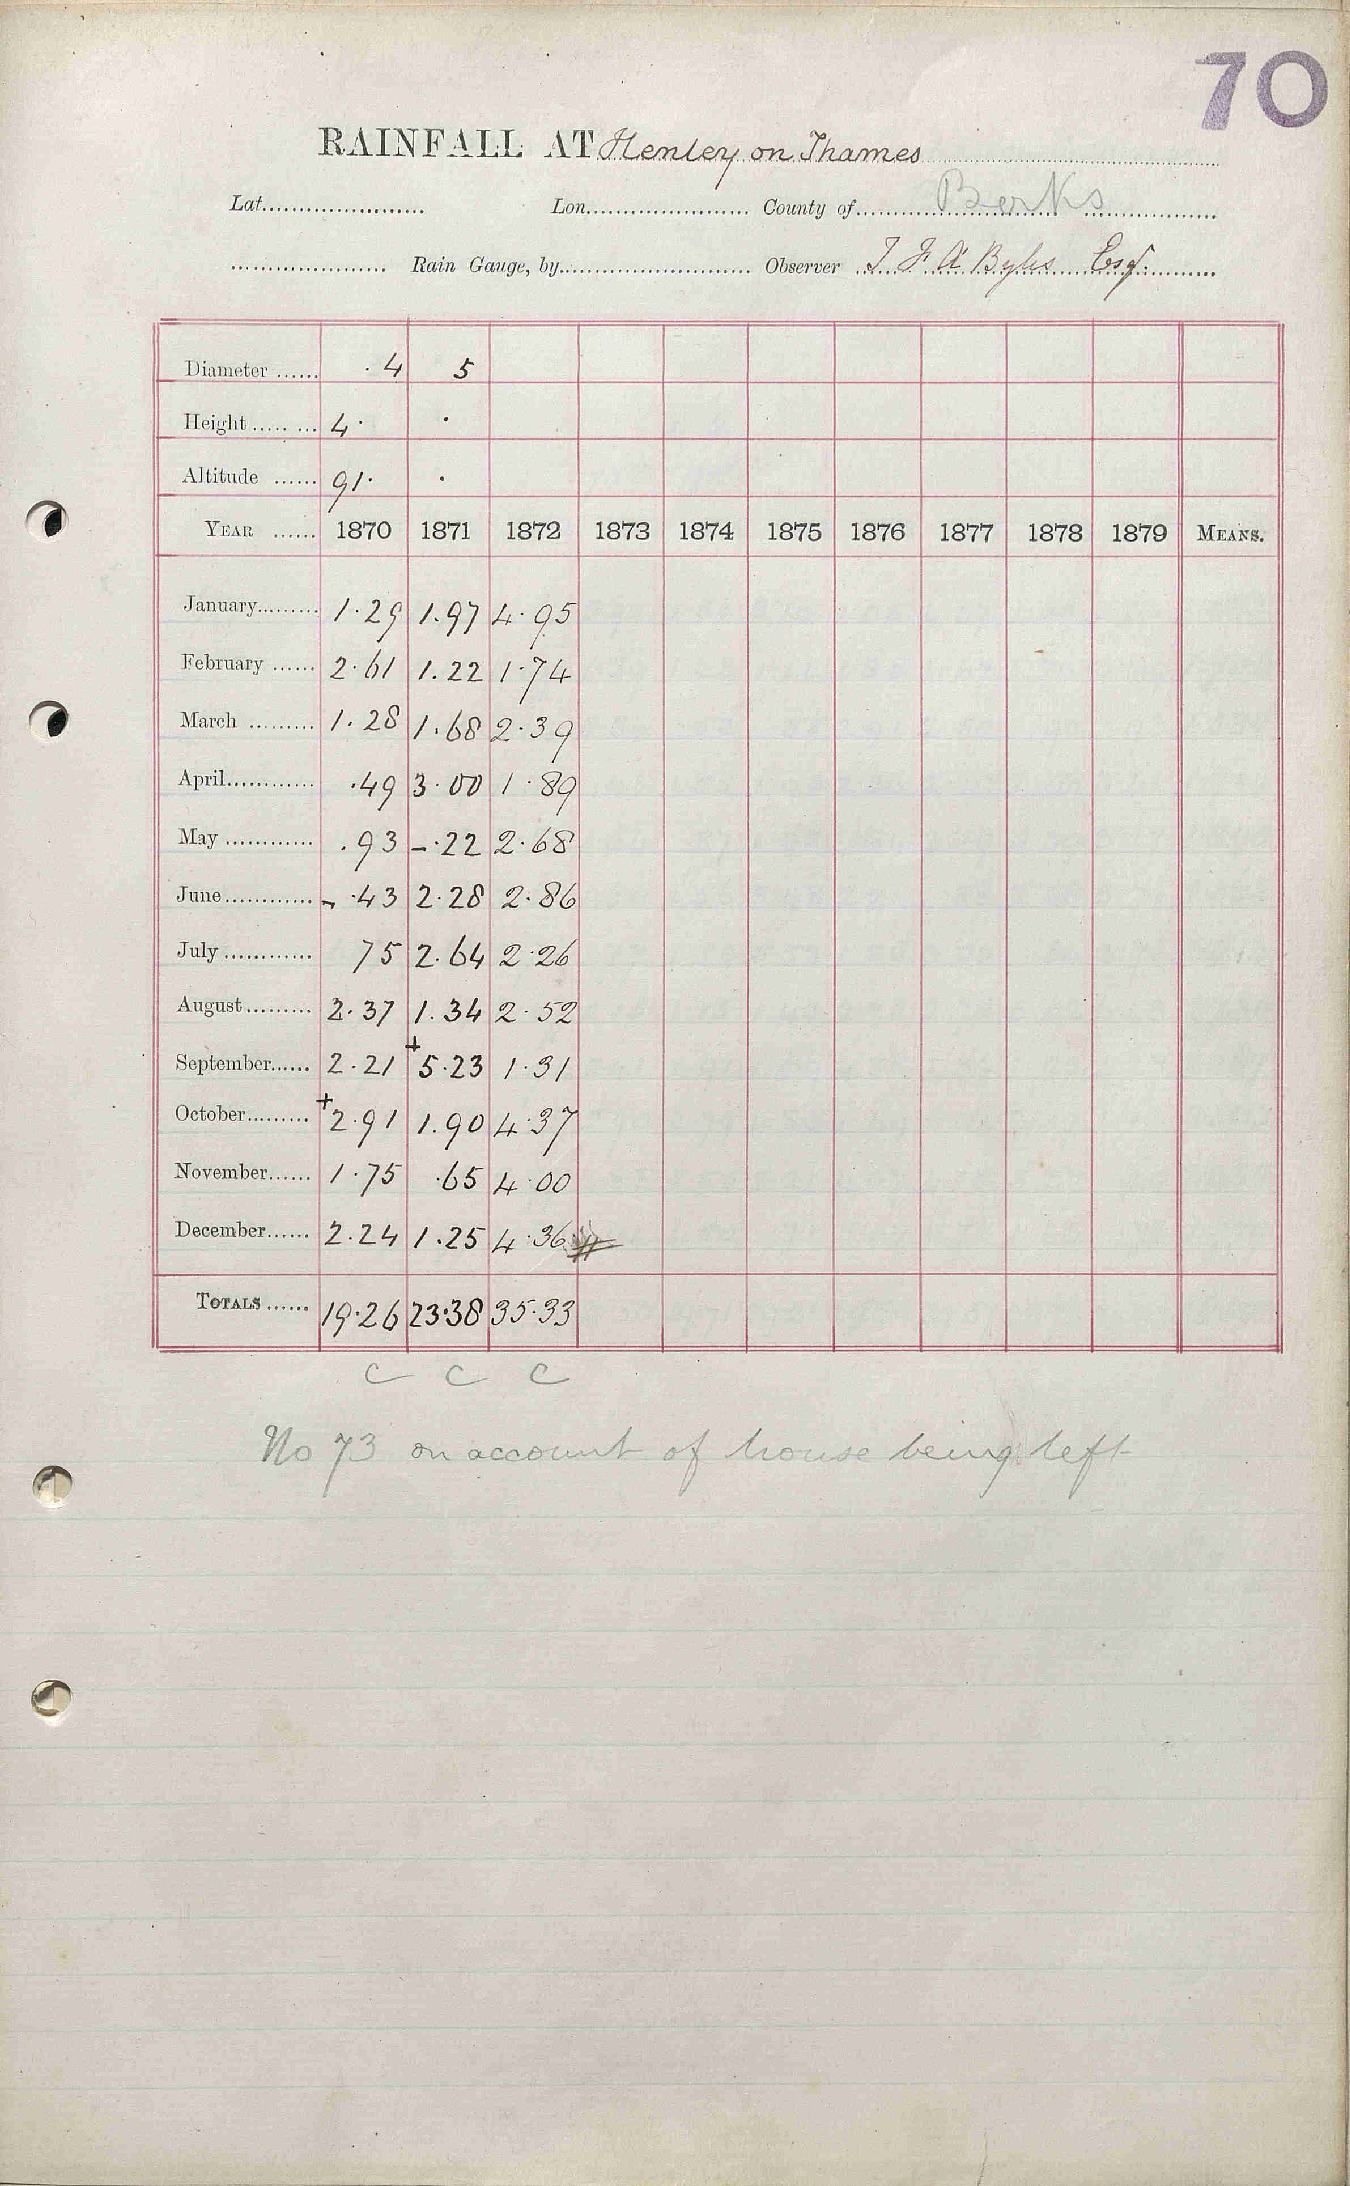 70
RAINFALL AT Henley on Thames
Lat. Lon. County of Berks
Rain Gauge, by Observer J F A Byles Esq.
Diameter ...... · 4 5
Height ........ 4 · ·
Altitude ...... 91 · ·
YEAR ...... 1870 1871 1872 1873 1874 1875 1876 1877 1878 1879 MEANS.
January......... 1·29 1.97 4·95
February ...... 2·61 1.22 1·74
March ......... 1.28 1.68 2·39
April............ ·49 3·00 1·89
May ............ .93 -·22 2·68
June............ - ·43 2·28 2·86
July ............ 75 2.64 2·26
August......... 2·37 1.34 2·52
September...... 2·21 +5·23 1·31
October......... +2·91 1.90 4·37
November...... 1·75 ·65 4·00
December...... 2.24 1.25 4·36
TOTALS ...... 19·26 23·38 35·33
C C C
No 73 on account of house being left